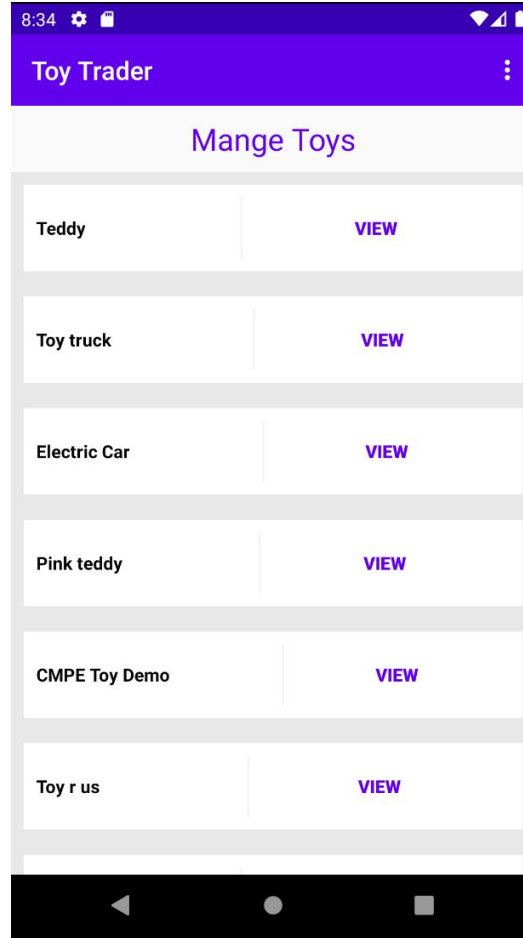 8:34
Toy Trader
Mange Toys
Teddy VIEW
Toy truck VIEW
Electric Car VIEW
Pink teddy VIEW
CMPE Toy Demo VIEW
Toy r us VIEW